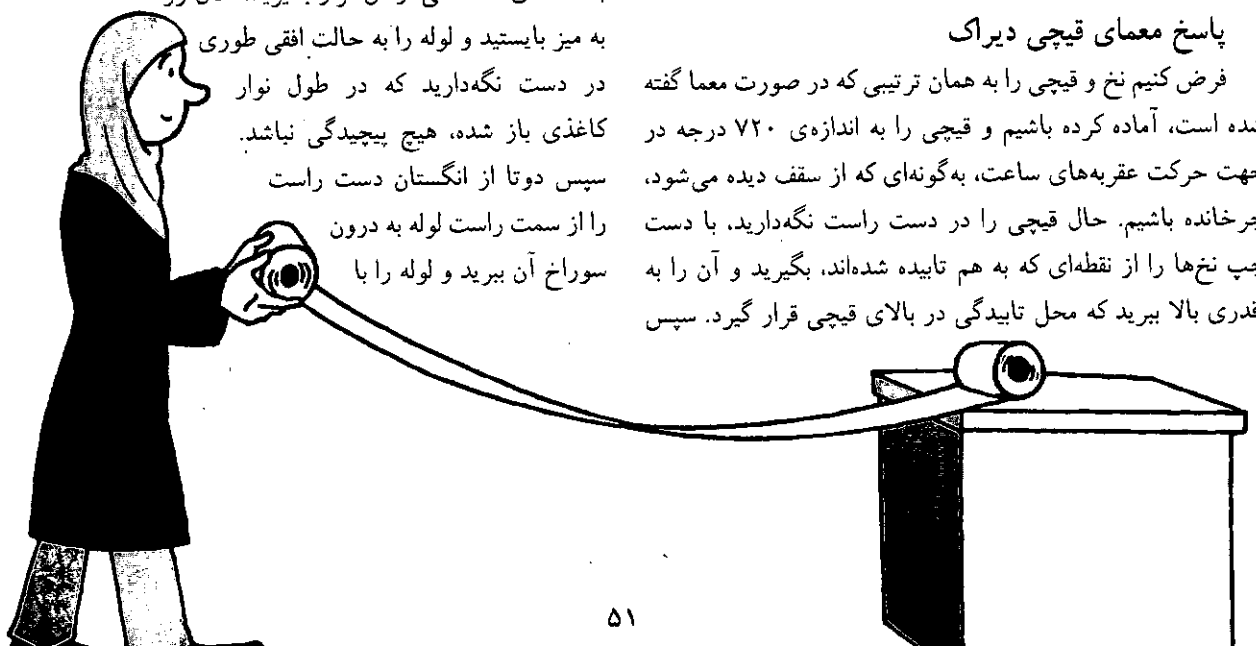 پاسخ معمای قیچی دیراک
فرض کنیم نخ و قیچی را به همان ترتیبی که در صورت معما گفته
شده است، آماده کرده باشیم و قیچی را به اندازه‌ی ۷۲۰ درجه در
جهت حرکت عقربه‌های ساعت، به‌گونه‌ای که از سقف دیده می‌شود،
چرخانده باشیم. حال قیچی را در دست راست نگه‌دارید، با دست
چپ نخ‌ها را از نقطه‌ای که به هم تابیده شده‌اند، بگیرید و آن را به
قدری بالا ببرید که محل تابیدگی در بالای قیچی قرار گیرد. سپس
به میز بایستید و لوله را به حالت افقی طوری
در دست نگه‌دارید که در طول نوار
کاغذی باز شده، هیچ پیچیدگی نباشد.
سپس دوتا از انگستان دست راست
را از سمت راست لوله به درون
سوراخ آن ببرید و لوله را با
۵۱